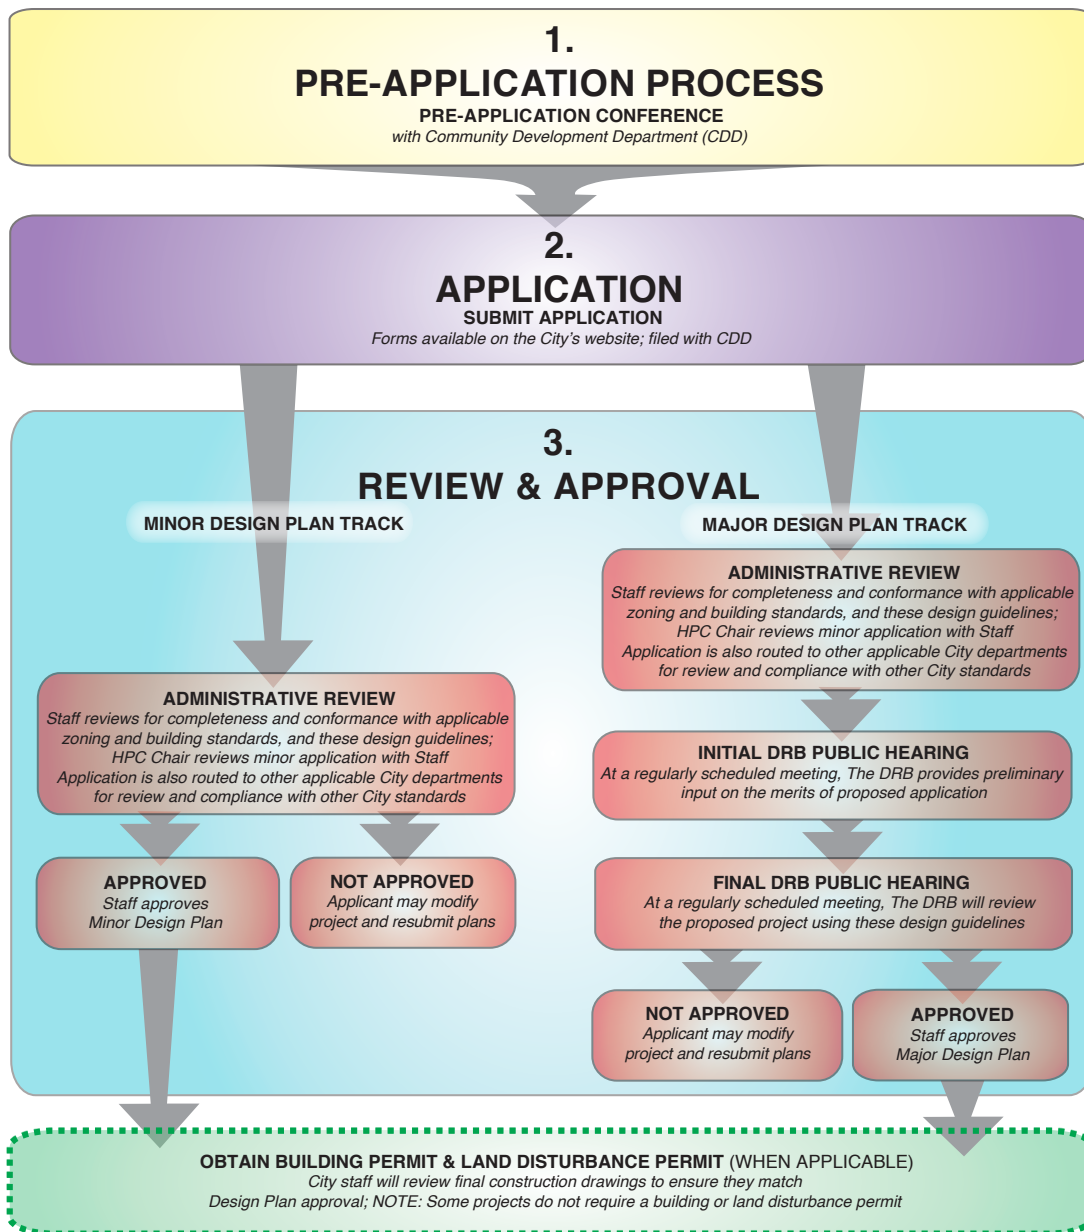 1.
PRE-APPLICATION PROCESS
PRE-APPLICATION CONFERENCE
with Community Development Department (CDD)
2.
APPLICATION
SUBMIT APPLICATION
Forms available on the City's website; filed with CDD
3.
REVIEW & APPROVAL
MINOR DESIGN PLAN TRACK
ADMINISTRATIVE REVIEW
Staff reviews for completeness and conformance with applicable
zoning and building standards, and these design guidelines;
HPC Chair reviews minor application with Staff
Application is also routed to other applicable City departments
for review and compliance with other City standards
APPROVED
Staff approves
Minor Design Plan
NOT APPROVED
Applicant may modify
project and resubmit plans
MAJOR DESIGN PLAN TRACK
ADMINISTRATIVE REVIEW
Staff reviews for completeness and conformance with applicable
zoning and building standards, and these design guidelines;
HPC Chair reviews minor application with Staff
Application is also routed to other applicable City departments
for review and compliance with other City standards
INITIAL DRB PUBLIC HEARING
At a regularly scheduled meeting, The DRB provides preliminary
input on the merits of proposed application
FINAL DRB PUBLIC HEARING
At a regularly scheduled meeting, The DRB will review
the proposed project using these design guidelines
NOT APPROVED
Applicant may modify
project and resubmit plans
APPROVED
Staff approves
Major Design Plan
OBTAIN BUILDING PERMIT & LAND DISTURBANCE PERMIT (WHEN APPLICABLE)
City staff will review final construction drawings to ensure they match
Design Plan approval; NOTE: Some projects do not require a building or land disturbance permit